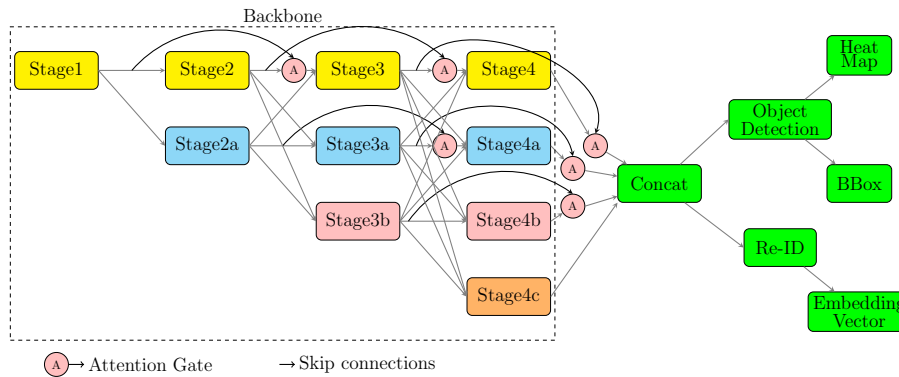 Backbone
Stage1
Stage2
A
Stage3
A
Stage4
Heat
Map
Stage2a
Stage3a
A
Stage4a
A
A
Object
Detection
Concat
BBox
Stage3b
Stage4b
A
Re-ID
Stage4c
Embedding
Vector
A Attention Gate
Skip connections